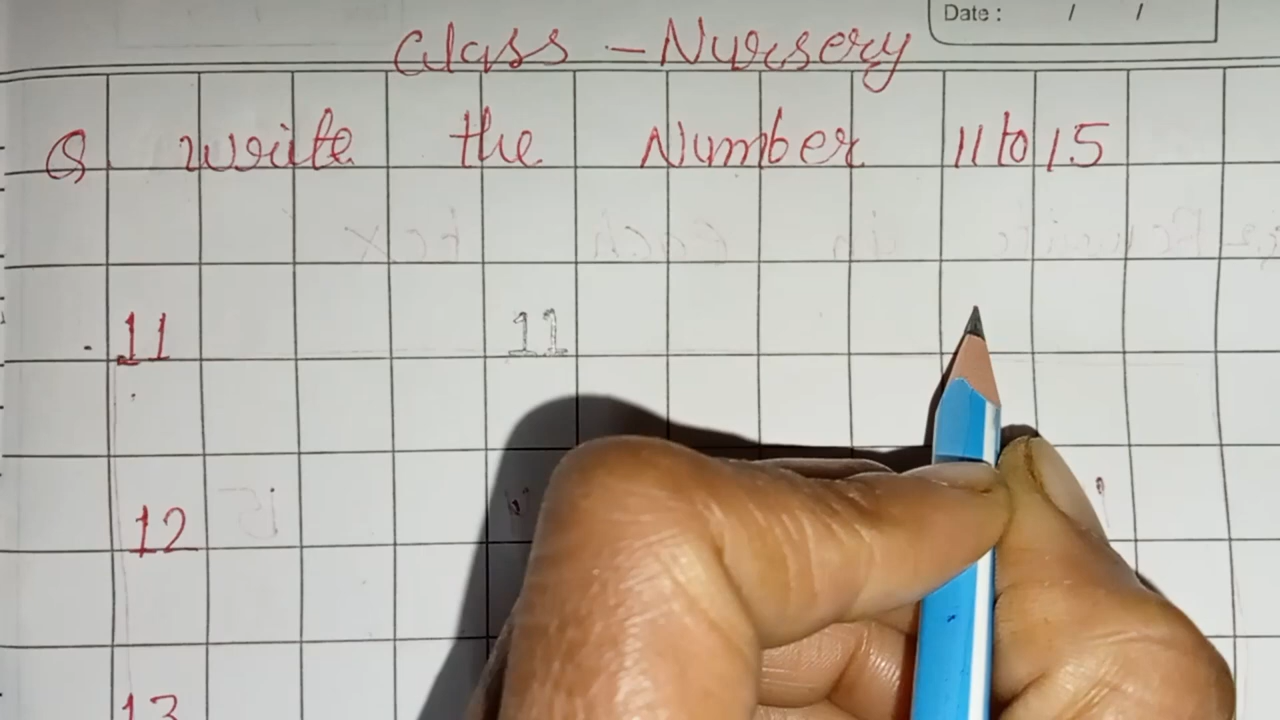 Date :    /    /
Class – Nursery
Q. write the Number 11 to 15
11 11
12
13